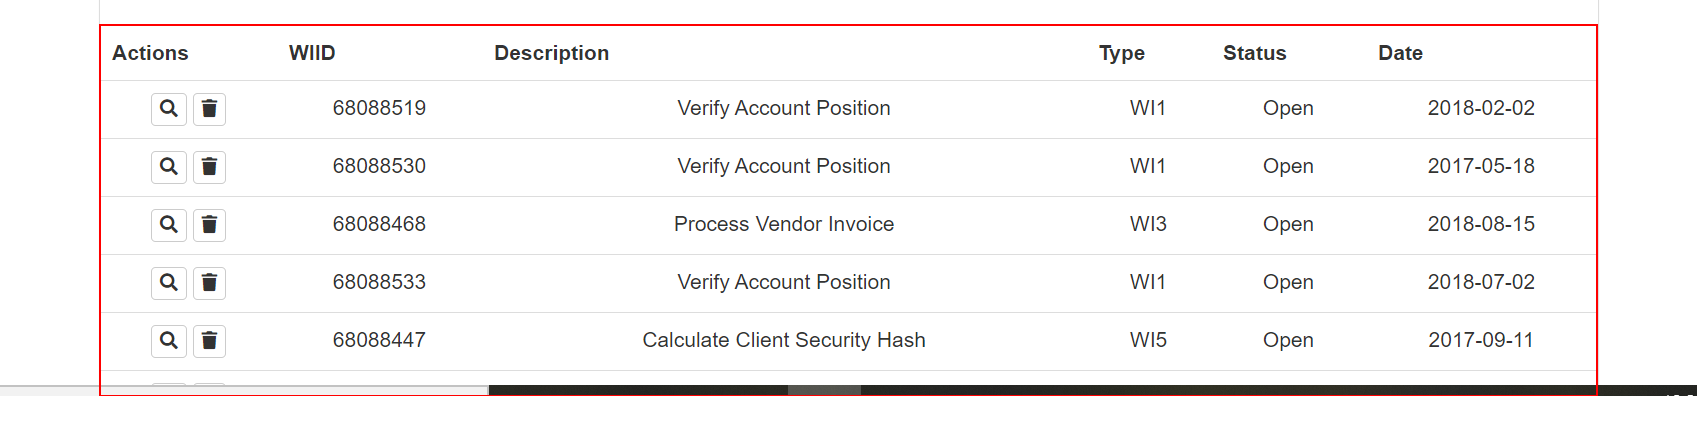 Actions WIID Description Type Status Date
68088519 Verify Account Position WI1 Open 2018-02-02
68088530 Verify Account Position WI1 Open 2017-05-18
68088468 Process Vendor Invoice WI3 Open 2018-08-15
68088533 Verify Account Position WI1 Open 2018-07-02
68088447 Calculate Client Security Hash WI5 Open 2017-09-11